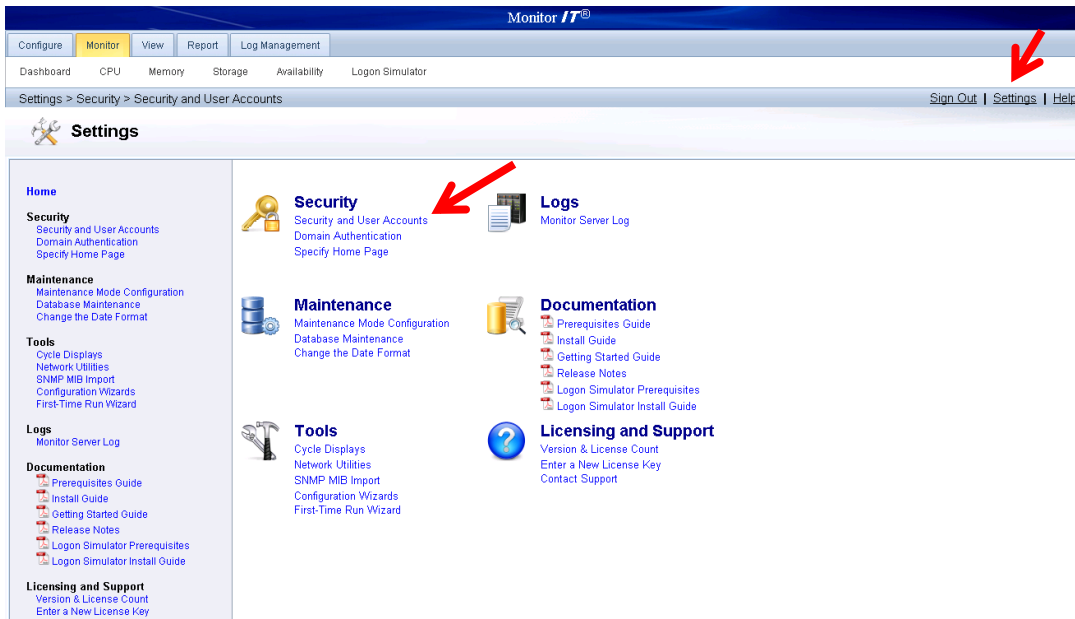 Monitor IT®
Configure Monitor View Report Log Management
Dashboard CPU Memory Storage Availability Logon Simulator
Settings > Security > Security and User Accounts Sign Out | Settings | Help
Settings
Home
Security
Security and User Accounts
Domain Authentication
Specify Home Page
Maintenance
Maintenance Mode Configuration
Database Maintenance
Change the Date Format
Tools
Cycle Displays
Network Utilities
SNMP MIB Import
Configuration Wizards
First-Time Run Wizard
Logs
Monitor Server Log
Documentation
Prerequisites Guide
Install Guide
Getting Started Guide
Release Notes
Logon Simulator Prerequisites
Logon Simulator Install Guide
Licensing and Support
Version & License Count
Enter a New License Key
Security
Security and User Accounts
Domain Authentication
Specify Home Page
Logs
Monitor Server Log
Maintenance
Maintenance Mode Configuration
Database Maintenance
Change the Date Format
Documentation
Prerequisites Guide
Install Guide
Getting Started Guide
Release Notes
Logon Simulator Prerequisites
Logon Simulator Install Guide
Tools
Cycle Displays
Network Utilities
SNMP MIB Import
Configuration Wizards
First-Time Run Wizard
Licensing and Support
Version & License Count
Enter a New License Key
Contact Support